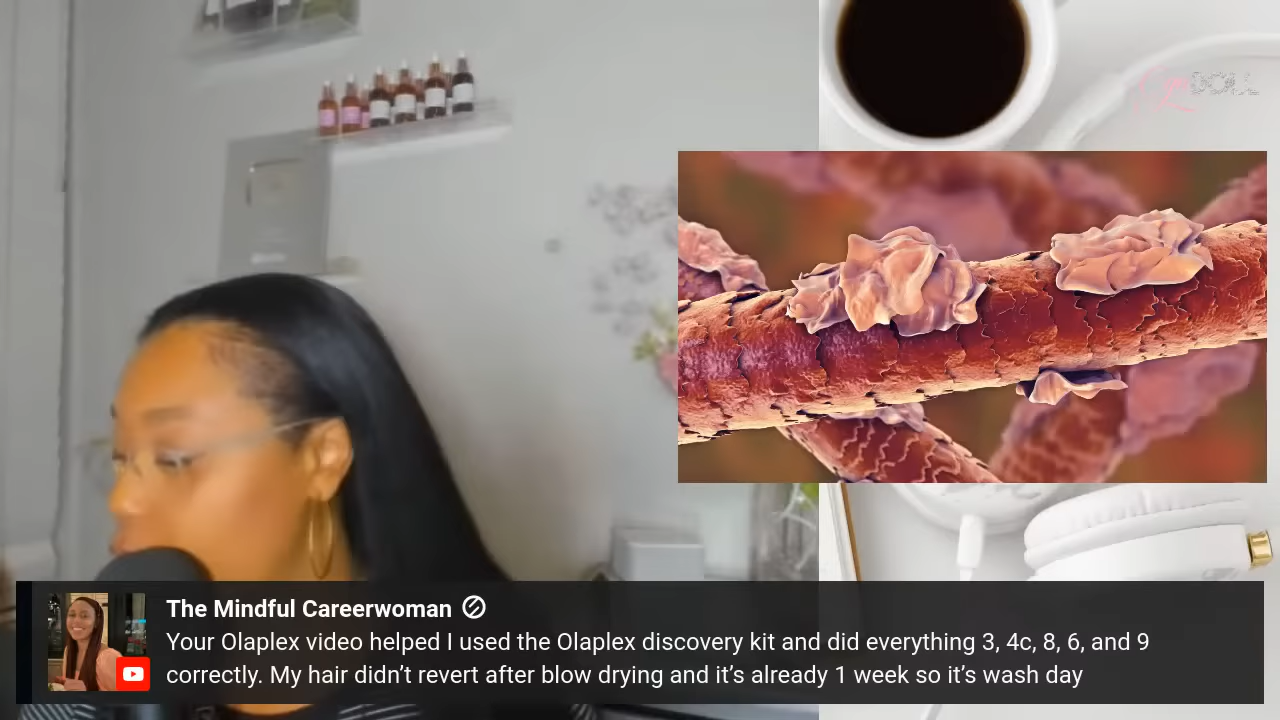 DOLL
The Mindful Careerwoman
Your Olaplex video helped I used the Olaplex discovery kit and did everything 3, 4c, 8, 6, and 9
correctly. My hair didn’t revert after blow drying and it’s already 1 week so it’s wash day